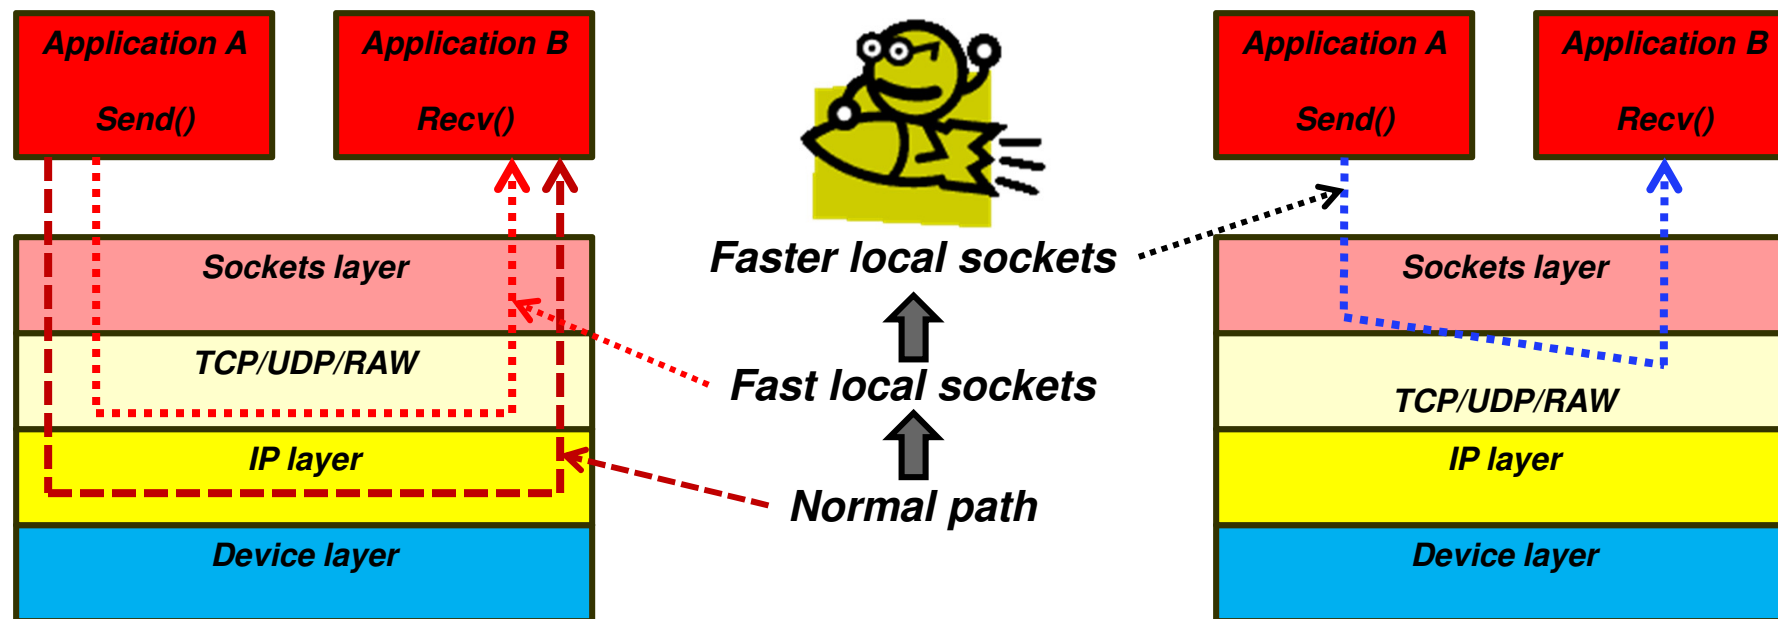 Application A
Send()
Application B
Recv()
Sockets layer
TCP/UDP/RAW
IP layer
Device layer
Faster local sockets
Fast local sockets
Normal path
Application A
Send()
Application B
Recv()
Sockets layer
TCP/UDP/RAW
IP layer
Device layer